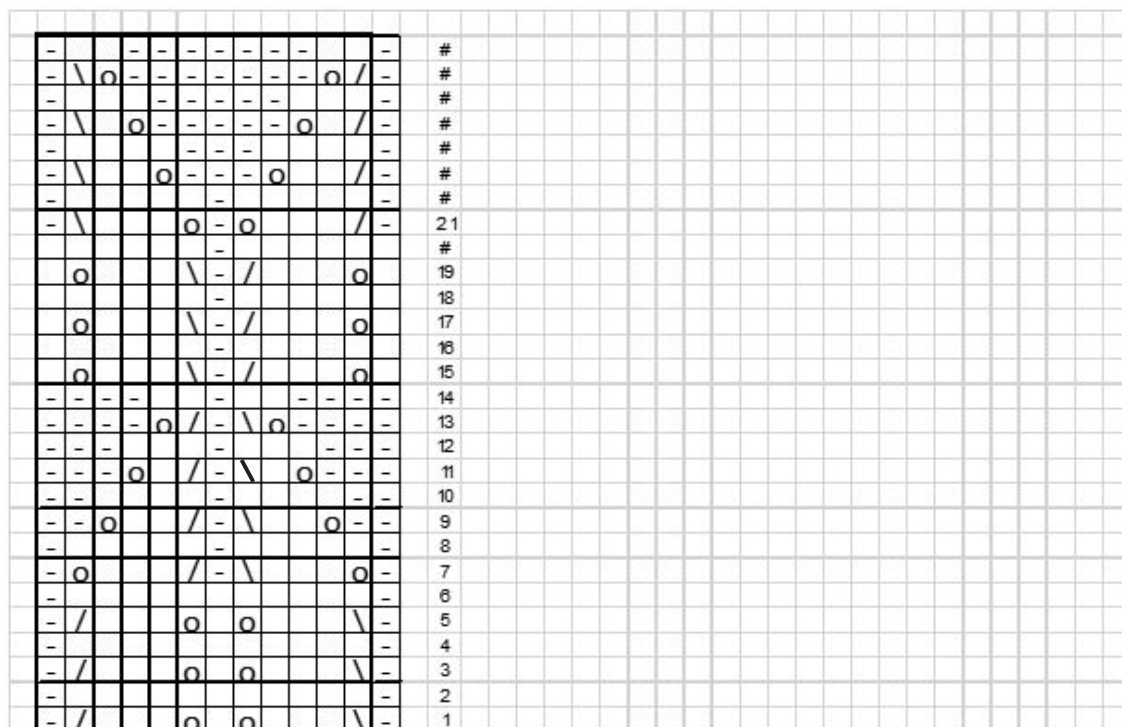 - - - - - - - - - #
- \ o - - - - - - - o / - #
- - - - - - - #
- \ o - - - - - o / - #
- - - - - #
- \ o - - - o / - #
- - - #
- \ o - o / - 21
- #
o \ - / o 19
- 18
o \ - / o 17
- 16
o \ - / o 15
- - - - - - - - - 14
- - - - o / - \ o - - - - 13
- - - - - - - 12
- - - o / - \ o - - - 11
- - - - - 10
- - o / - \ o - - 9
- - - 8
- o / - \ o - 7
- - 6
- / o o \ - 5
- - 4
- / o o \ - 3
- - 2
- / o o \ - 1